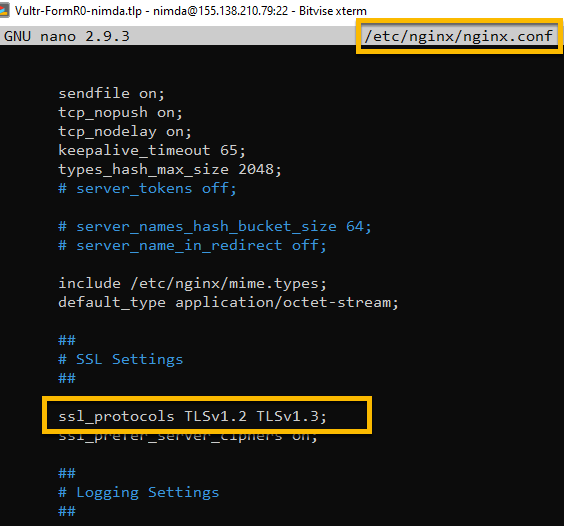 Vultr-FormR0-nimda.tlp - nimda@155.138.210.79:22 - Bitvise xterm
GNU nano 2.9.3 /etc/nginx/nginx.conf
sendfile on;
tcp_nopush on;
tcp_nodelay on;
keepalive_timeout 65;
types_hash_max_size 2048;
# server_tokens off;
# server_names_hash_bucket_size 64;
# server_name_in_redirect off;
include /etc/nginx/mime.types;
default_type application/octet-stream;
##
# SSL Settings
##
ssl_protocols TLSv1.2 TLSv1.3;
ssl_prefer_server_ciphers on;
##
# Logging Settings
##